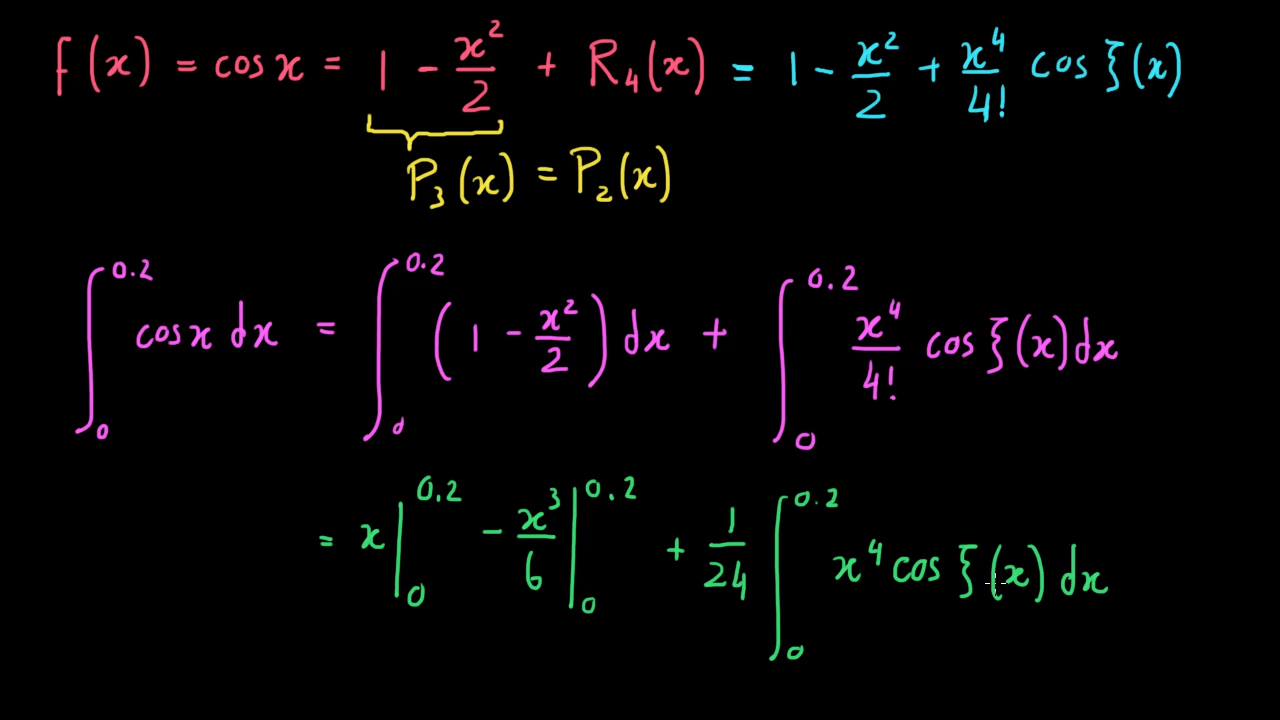 f(x) = cos x = 1 - x²/2 + R₄(x) = 1 - x²/2 + x⁴/4! cos ξ(x)
P₃(x) = P₂(x)
∫₀^0.2 cos x dx = ∫₀^0.2 (1 - x²/2) dx + ∫₀^0.2 x⁴/4! cos ξ(x) dx
= x |₀^0.2 - x³/6 |₀^0.2 + 1/24 ∫₀^0.2 x⁴ cos ξ(x) dx